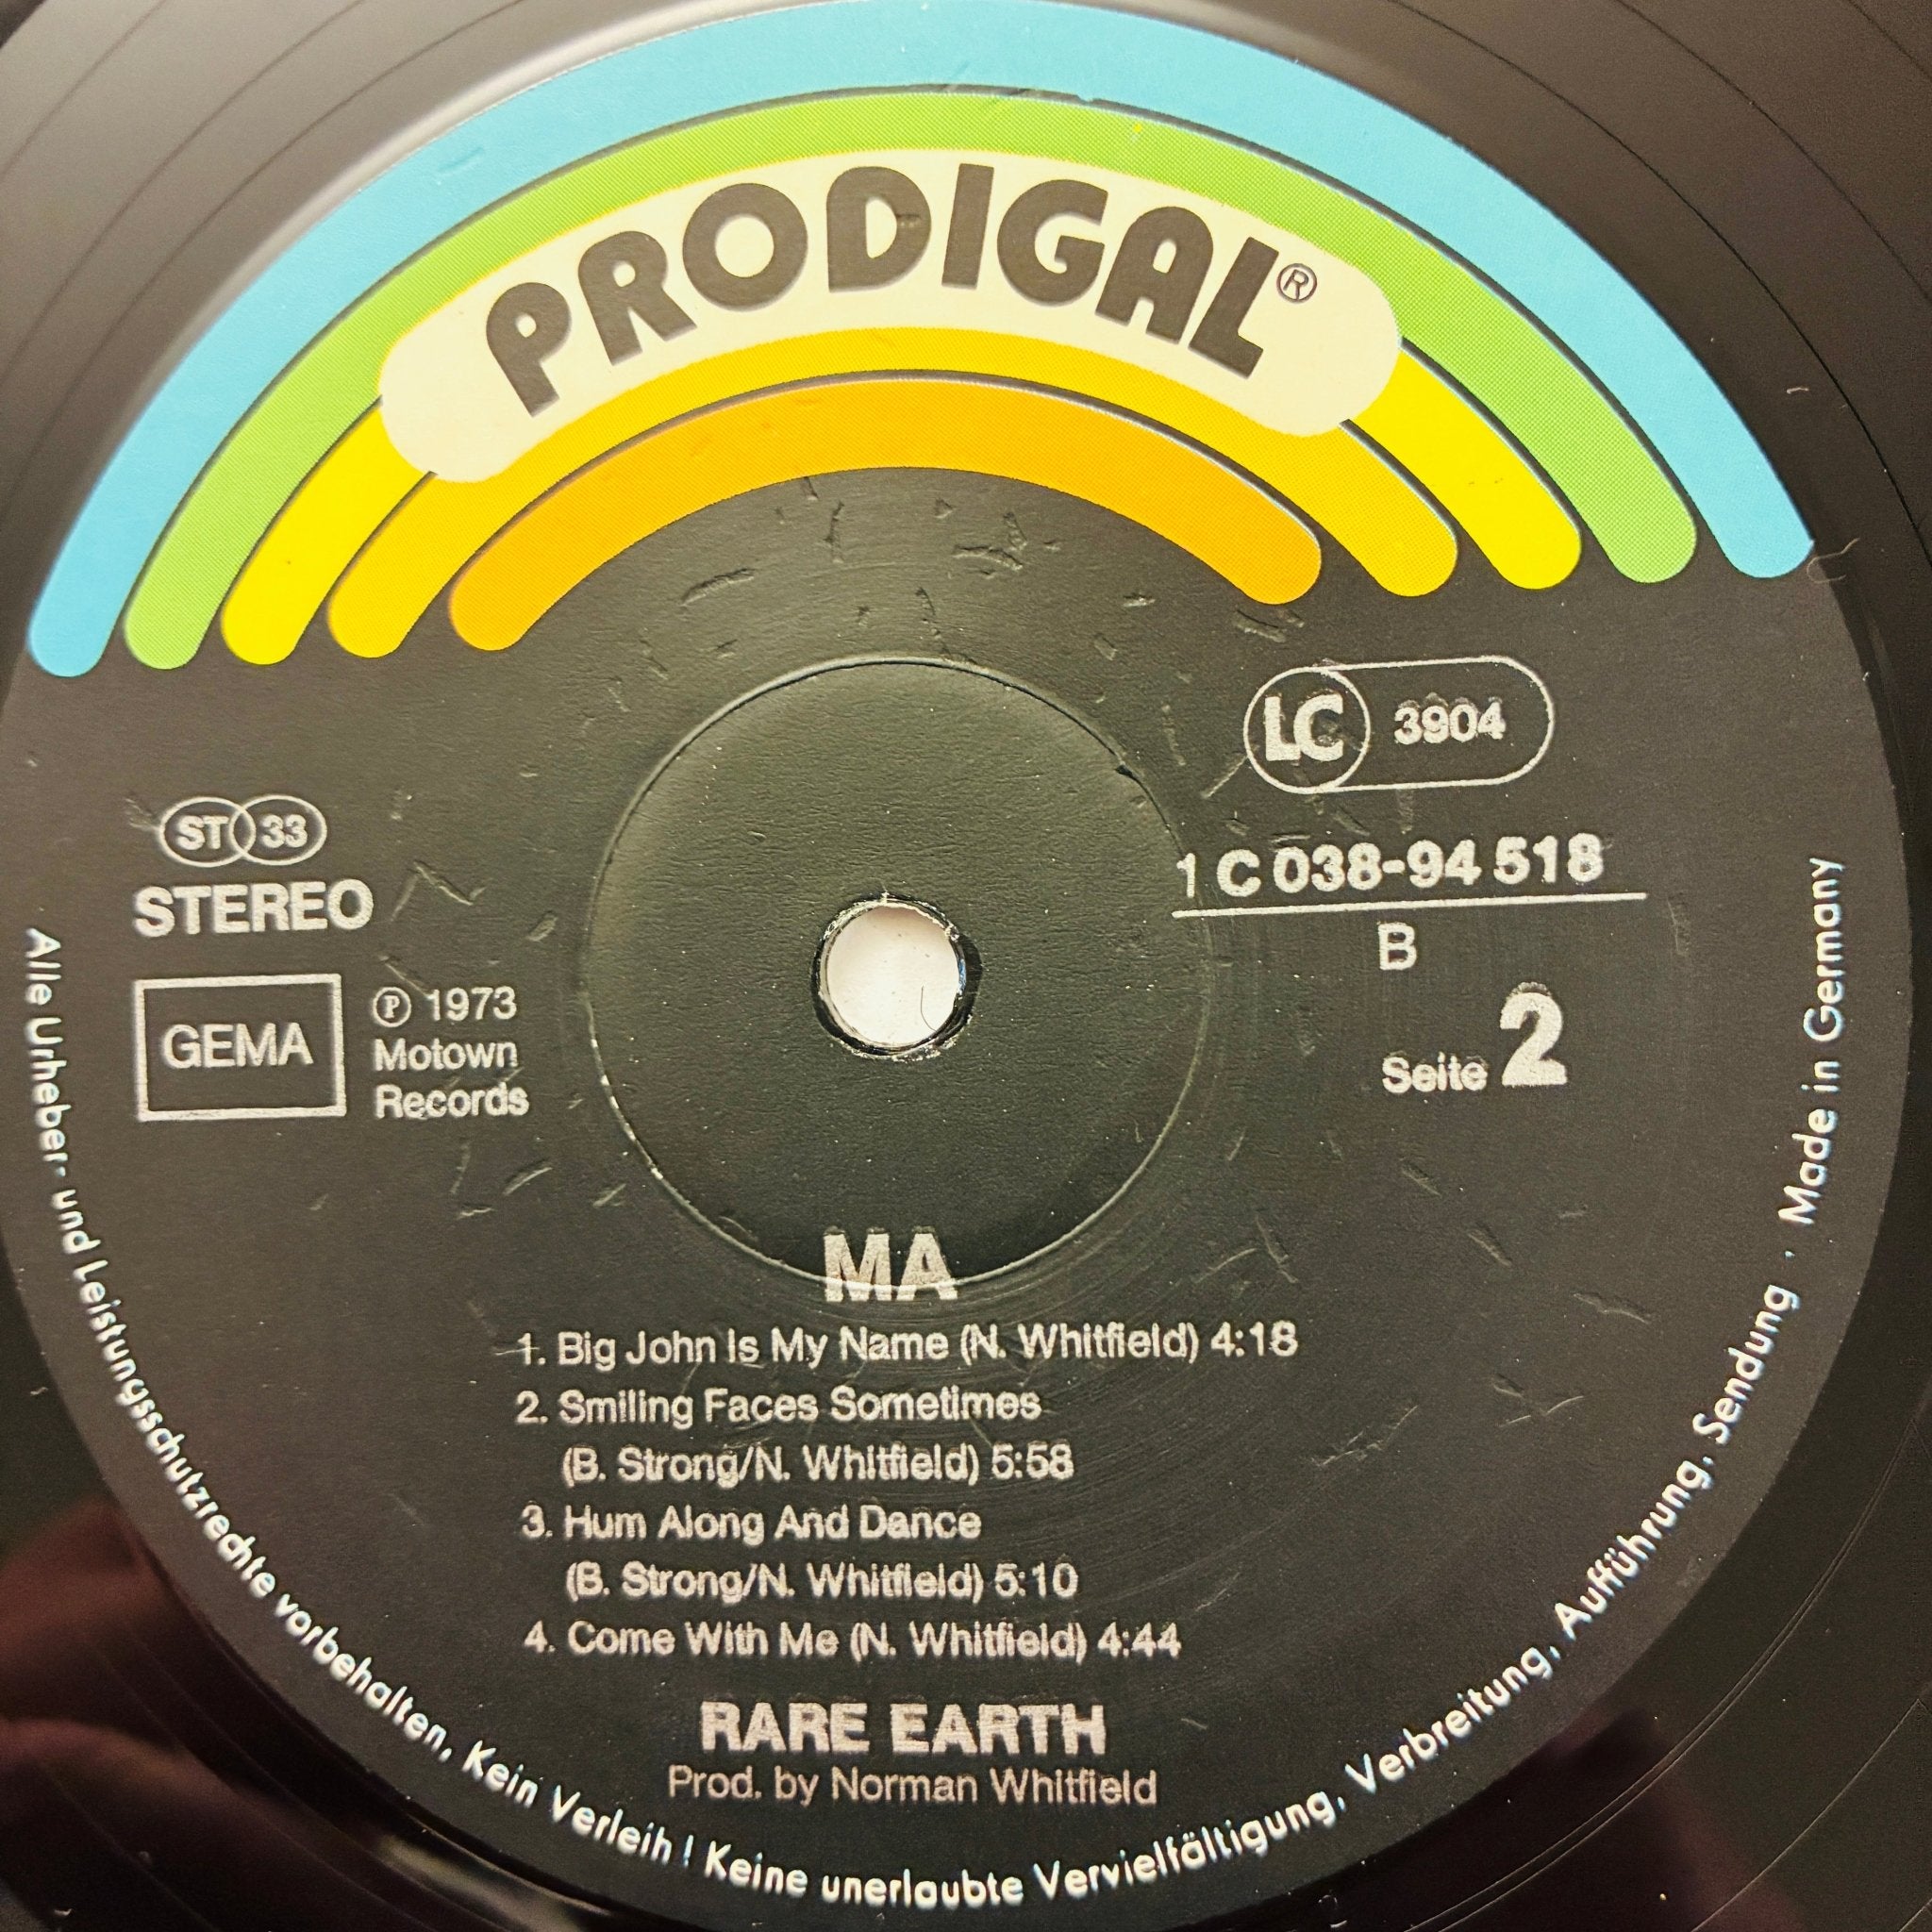 PRODIGAL®
LC 3904
ST 33
STEREO
1 C 038-94 518
B
Seite 2
GEMA
℗ 1973
Motown
Records
MA
1. Big John Is My Name (N. Whitfield) 4:18
2. Smiling Faces Sometimes
(B. Strong/N. Whitfield) 5:58
3. Hum Along And Dance
(B. Strong/N. Whitfield) 5:10
4. Come With Me (N. Whitfield) 4:44
RARE EARTH
Prod. by Norman Whitfield
Alle Urheber- und Leistungsschutzrechte vorbehalten, Kein Verleih! Keine unerlaubte Vervielfältigung, Verbreitung, Aufführung, Sendung · Made in Germany